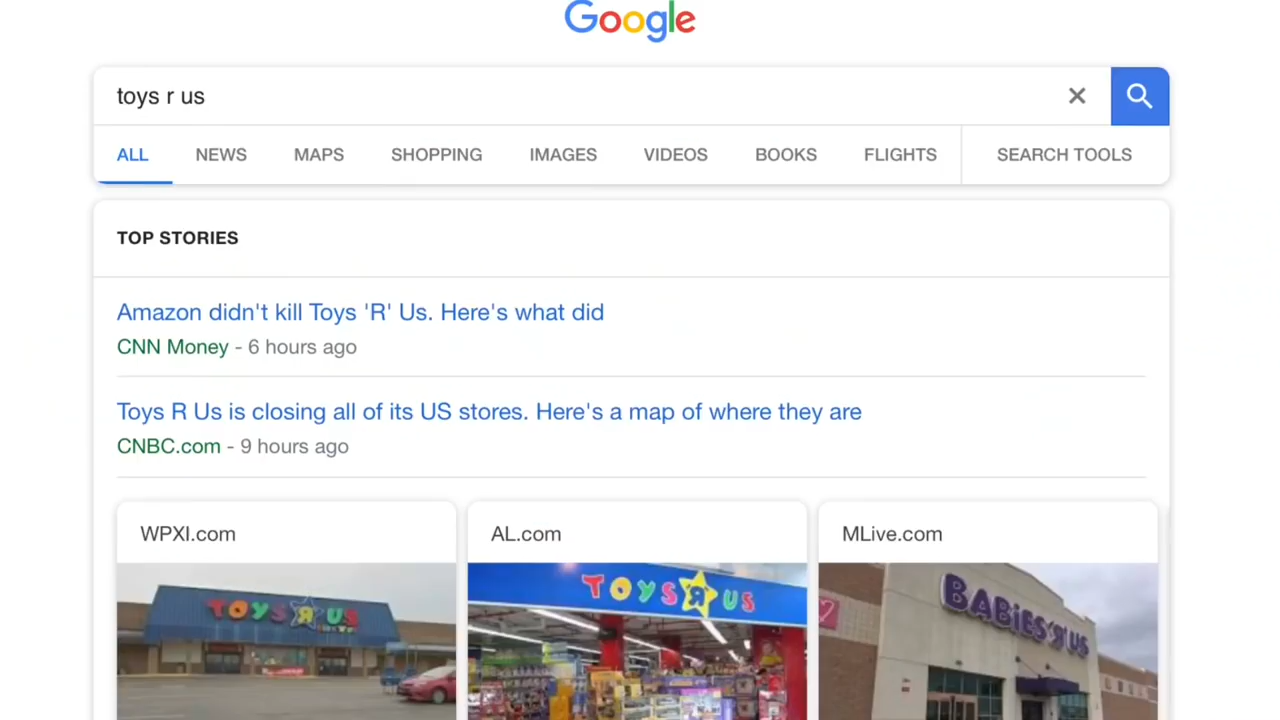 Google
toys r us
ALL NEWS MAPS SHOPPING IMAGES VIDEOS BOOKS FLIGHTS SEARCH TOOLS
TOP STORIES
Amazon didn't kill Toys 'R' Us. Here's what did
CNN Money - 6 hours ago
Toys R Us is closing all of its US stores. Here's a map of where they are
CNBC.com - 9 hours ago
WPXI.com AL.com MLive.com
TOYS R US
TOYS R US
BABiES R US